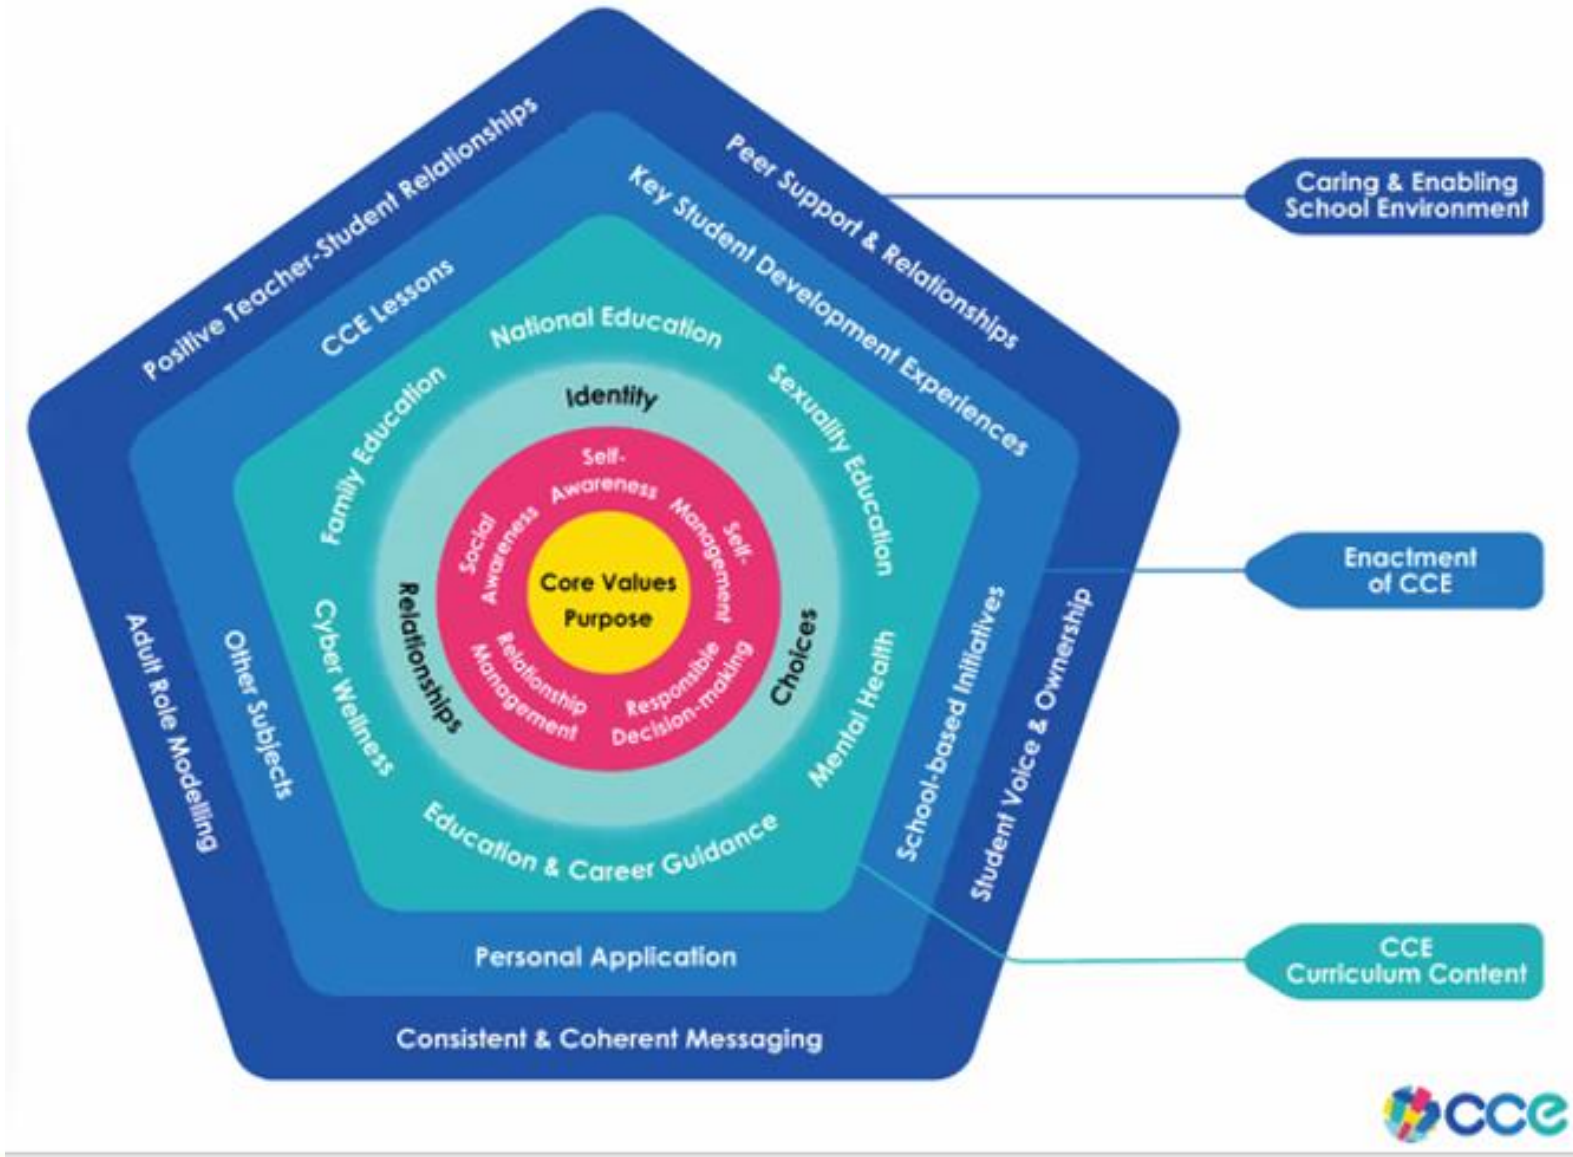 Positive Teacher-Student Relationships
Peer Support & Relationships
Student Voice & Ownership
Consistent & Coherent Messaging
Adult Role Modelling
CCE Lessons
Key Student Development Experiences
School-based Initiatives
Personal Application
Other Subjects
National Education
Sexuality Education
Mental Health
Education & Career Guidance
Cyber Wellness
Family Education
Identity
Choices
Relationships
Self-
Awareness
Self-
Management
Responsible
Decision-making
Relationship
Management
Social
Awareness
Core Values
Purpose
Caring & Enabling
School Environment
Enactment
of CCE
CCE
Curriculum Content
cce